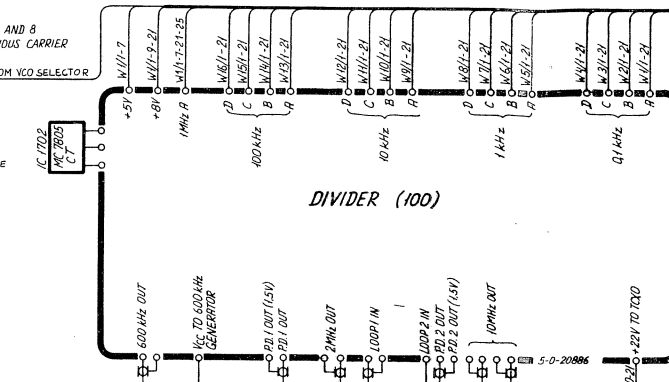 AND 8
OUS CARRIER
OM VCO SELECTOR
W1/1-7
W1/1-9-21
W1/1-7-21-25
W16/1-21
W15/1-21
W14/1-21
W13/1-21
W12/1-21
W11/1-21
W10/1-21
W9/1-21
W8/1-21
W7/1-21
W6/1-21
W5/1-21
W4/1-21
W3/1-21
W2/1-21
W1/1-21
+5V
+8V
1MHz A
D
C
B
A
D
C
B
A
D
C
B
A
D
C
B
A
100 kHz
10 kHz
1 kHz
0,1 kHz
IC 1702
MC 7805
CT
E
DIVIDER (100)
600 kHz OUT
VCC TO 600 kHz
GENERATOR
P.D. 1 OUT (1.5V)
P.D. 1 OUT
2MHz OUT
LOOP 1 IN
LOOP 2 IN
P.D. 2 OUT
P.D. 2 OUT (1.5V)
10MHz OUT
5-0-20886
+22V TO TCXO
0-21